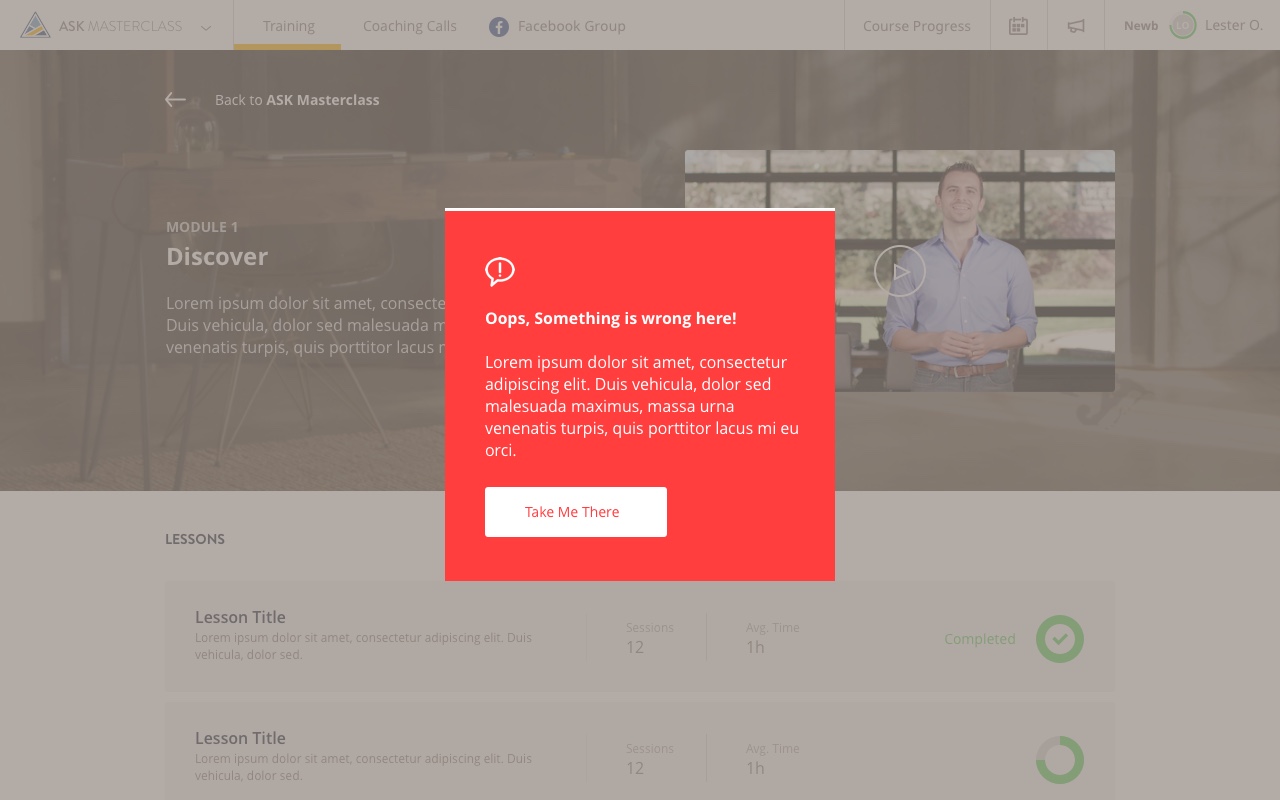 ASK MASTERCLASS
Training
Coaching Calls
Facebook Group
Course Progress
Newb
LO
Lester O.
Back to ASK Masterclass
MODULE 1
Discover
Lorem ipsum dolor sit amet, consecte
Duis vehicula, dolor sed malesuada m
venenatis turpis, quis porttitor lacus
Oops, Something is wrong here!
Lorem ipsum dolor sit amet, consectetur
adipiscing elit. Duis vehicula, dolor sed
malesuada maximus, massa urna
venenatis turpis, quis porttitor lacus mi eu
orci.
Take Me There
LESSONS
Lesson Title
Lorem ipsum dolor sit amet, consectetur adipiscing elit. Duis
vehicula, dolor sed.
Sessions
12
Avg. Time
1h
Completed
Lesson Title
Lorem ipsum dolor sit amet, consectetur adipiscing elit. Duis
vehicula, dolor sed.
Sessions
12
Avg. Time
1h